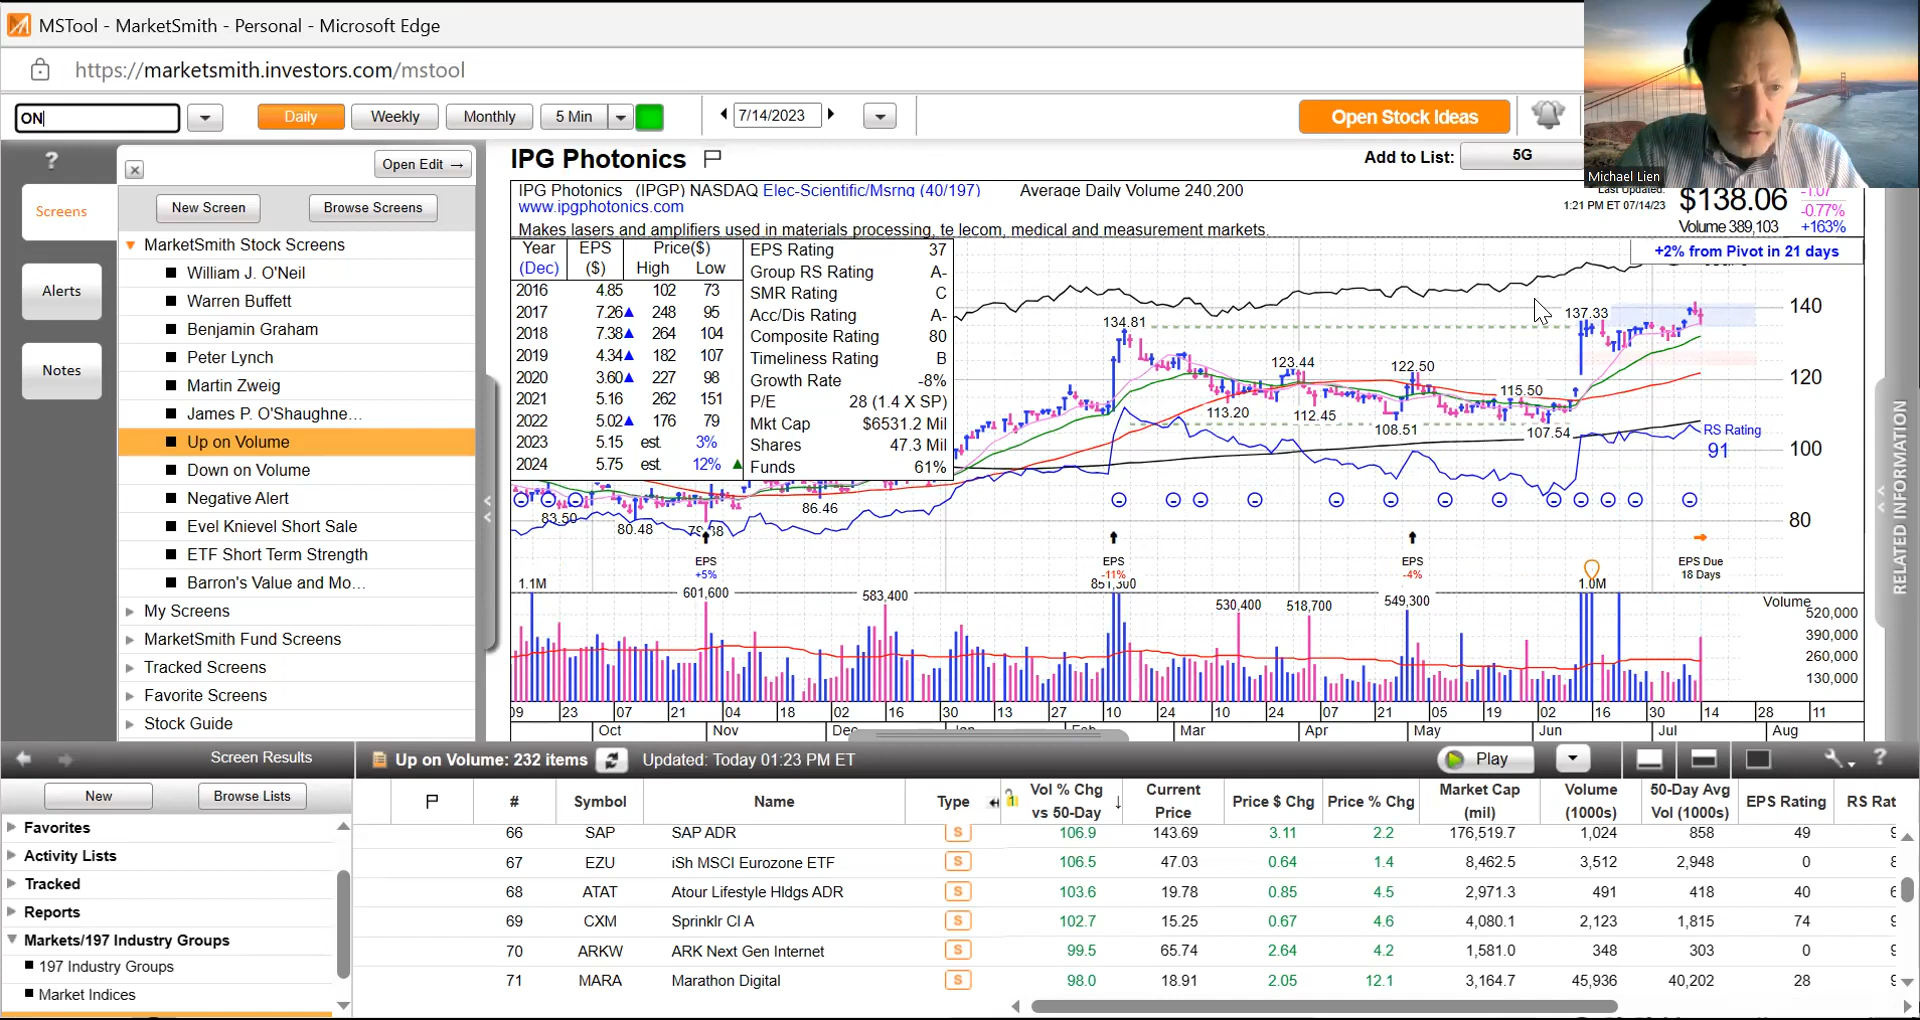 MSTool - MarketSmith - Personal - Microsoft Edge
https://marketsmith.investors.com/mstool
ON
Daily
Weekly
Monthly
5 Min
7/14/2023
Open Stock Ideas
Michael Lien
?
Screens
Alerts
Notes
Open Edit →
New Screen
Browse Screens
MarketSmith Stock Screens
William J. O'Neil
Warren Buffett
Benjamin Graham
Peter Lynch
Martin Zweig
James P. O'Shaughne...
Up on Volume
Down on Volume
Negative Alert
Evel Knievel Short Sale
ETF Short Term Strength
Barron's Value and Mo...
My Screens
MarketSmith Fund Screens
Tracked Screens
Favorite Screens
Stock Guide
IPG Photonics
Add to List: 5G
IPG Photonics (IPGP) NASDAQ Elec-Scientific/Msrng (40/197) Average Daily Volume 240,200
www.ipgphotonics.com
Makes lasers and amplifiers used in materials processing, te lecom, medical and measurement markets.
Last Updated:
1:21 PM ET 07/14/23
$138.06
-1.07
-0.77%
Volume 389,103 +163%
+2% from Pivot in 21 days
Year (Dec) EPS ($) Price($) High Low
2016 4.85 102 73
2017 7.26 248 95
2018 7.38 264 104
2019 4.34 182 107
2020 3.60 227 98
2021 5.16 262 151
2022 5.02 176 79
2023 5.15 est. 3%
2024 5.75 est. 12%
EPS Rating 37
Group RS Rating A-
SMR Rating C
Acc/Dis Rating A-
Composite Rating 80
Timeliness Rating B
Growth Rate -8%
P/E 28 (1.4 X SP)
Mkt Cap $6531.2 Mil
Shares 47.3 Mil
Funds 61%
134.81
137.33
123.44
122.50
113.20
112.45
108.51
115.50
107.54
83.50
80.48
86.46
RS Rating
91
140
120
100
80
EPS
+5%
EPS
-11%
EPS
-4%
EPS Due
18 Days
1.1M
601,600
583,400
851,300
530,400
518,700
549,300
1.0M
Volume
520,000
390,000
260,000
130,000
09 23 07 21 04 18 02 16 30 13 27 10 24 10 24 07 21 05 19 02 16 30 14 28 11
Oct Nov Dec Jan Feb Mar Apr May Jun Jul Aug
RELATED INFORMATION
Screen Results
Up on Volume: 232 items
Updated: Today 01:23 PM ET
Play
?
New
Browse Lists
Favorites
Activity Lists
Tracked
Reports
Markets/197 Industry Groups
197 Industry Groups
Market Indices
# Symbol Name Type 1 Vol % Chg vs 50-Day ↓ Current Price Price $ Chg Price % Chg Market Cap (mil) Volume (1000s) 50-Day Avg Vol (1000s) EPS Rating RS Rat
66 SAP SAP ADR S 106.9 143.69 3.11 2.2 176,519.7 1,024 858 49
67 EZU iSh MSCI Eurozone ETF S 106.5 47.03 0.64 1.4 8,462.5 3,512 2,948 0
68 ATAT Atour Lifestyle Hldgs ADR S 103.6 19.78 0.85 4.5 2,971.3 491 418 40
69 CXM Sprinklr Cl A S 102.7 15.25 0.67 4.6 4,080.1 2,123 1,815 74
70 ARKW ARK Next Gen Internet S 99.5 65.74 2.64 4.2 1,581.0 348 303 0
71 MARA Marathon Digital S 98.0 18.91 2.05 12.1 3,164.7 45,936 40,202 28